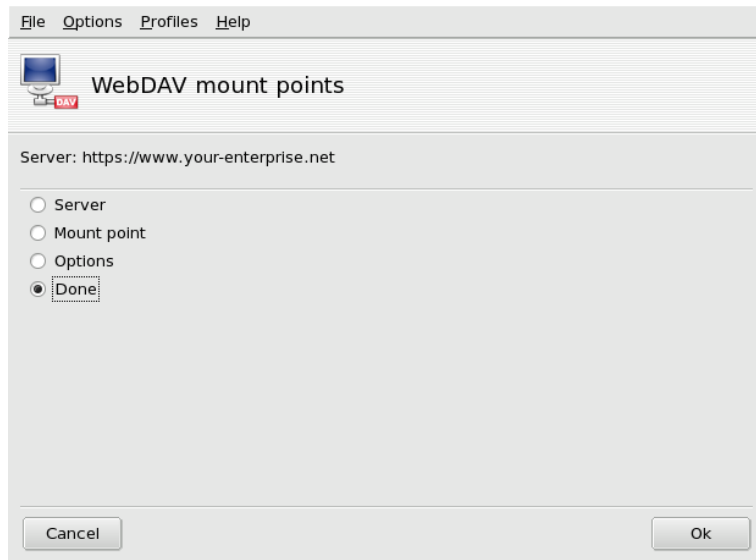 File Options Profiles Help
WebDAV mount points
DAV
Server: https://www.your-enterprise.net
Server
Mount point
Options
Done
Cancel Ok